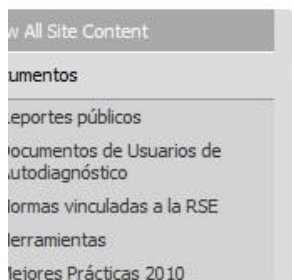 w All Site Content
umentos
eportes públicos
ocumentos de Usuarios de
utodiagnóstico
ormas vinculadas a la RSE
erramientas
ejores Prácticas 2010